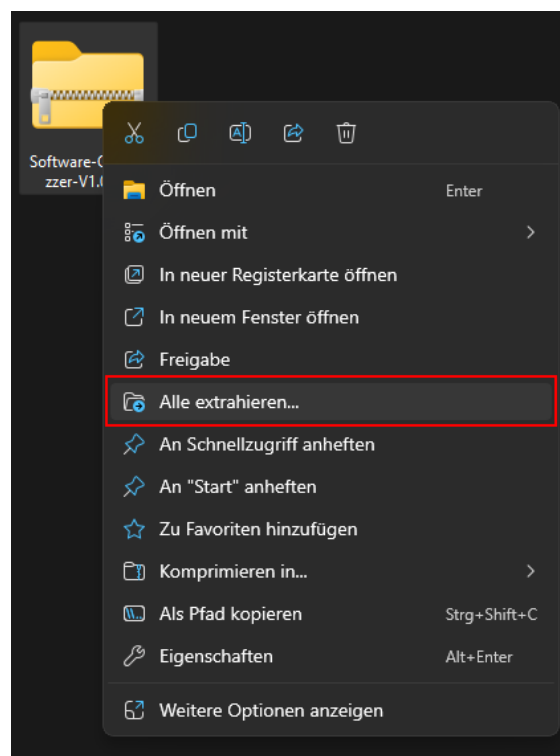 Software-
zzer-V1.
Öffnen Enter
Öffnen mit
In neuer Registerkarte öffnen
In neuem Fenster öffnen
Freigabe
Alle extrahieren...
An Schnellzugriff anheften
An "Start" anheften
Zu Favoriten hinzufügen
Komprimieren in...
Als Pfad kopieren Strg+Shift+C
Eigenschaften Alt+Enter
Weitere Optionen anzeigen